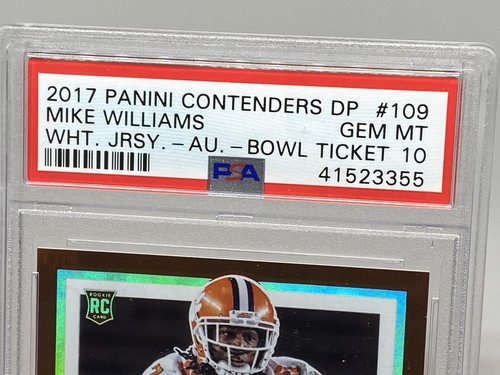 2017 PANINI CONTENDERS DP #109
MIKE WILLIAMS GEM MT
WHT. JRSY. - AU. - BOWL TICKET 10
PSA 41523355
ROOKIE
RC
CARD